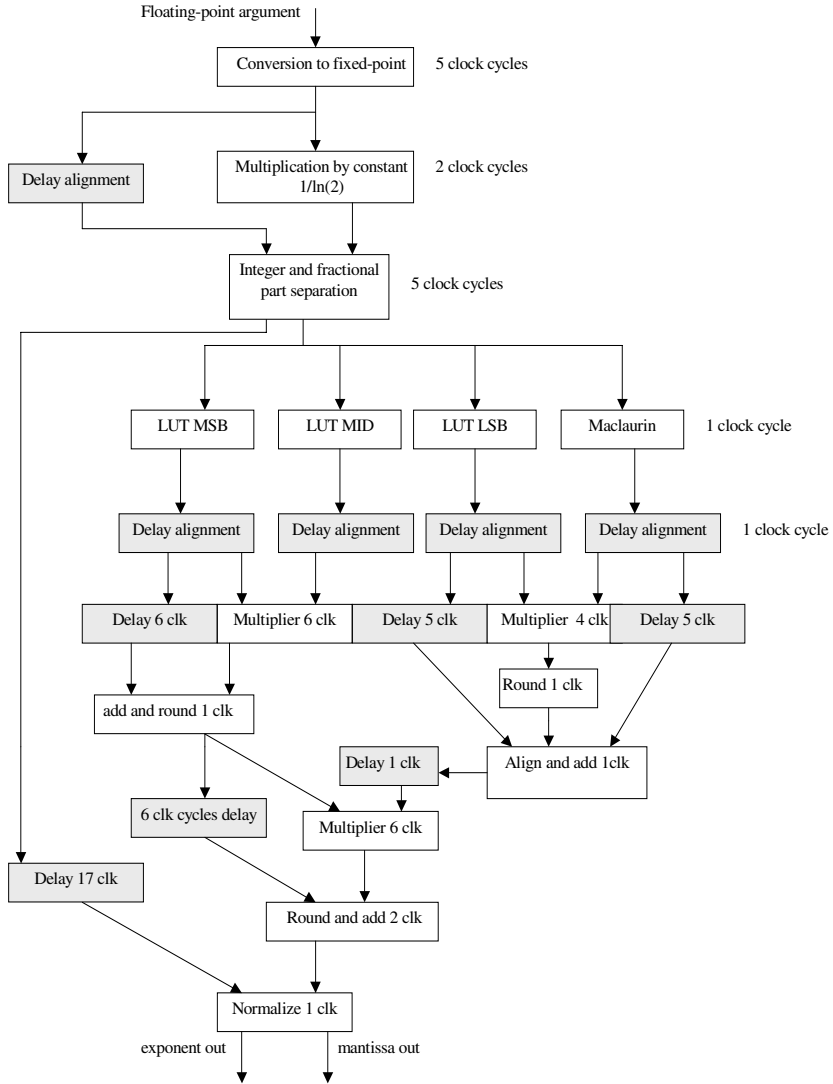 Floating-point argument
Conversion to fixed-point
5 clock cycles
Delay alignment
Multiplication by constant
1/ln(2)
2 clock cycles
Integer and fractional
part separation
5 clock cycles
LUT MSB
LUT MID
LUT LSB
Maclaurin
1 clock cycle
Delay alignment
Delay alignment
Delay alignment
Delay alignment
1 clock cycle
Delay 6 clk
Multiplier 6 clk
Delay 5 clk
Multiplier 4 clk
Delay 5 clk
Round 1 clk
add and round 1 clk
Delay 1 clk
Align and add 1clk
6 clk cycles delay
Multiplier 6 clk
Delay 17 clk
Round and add 2 clk
Normalize 1 clk
exponent out
mantissa out